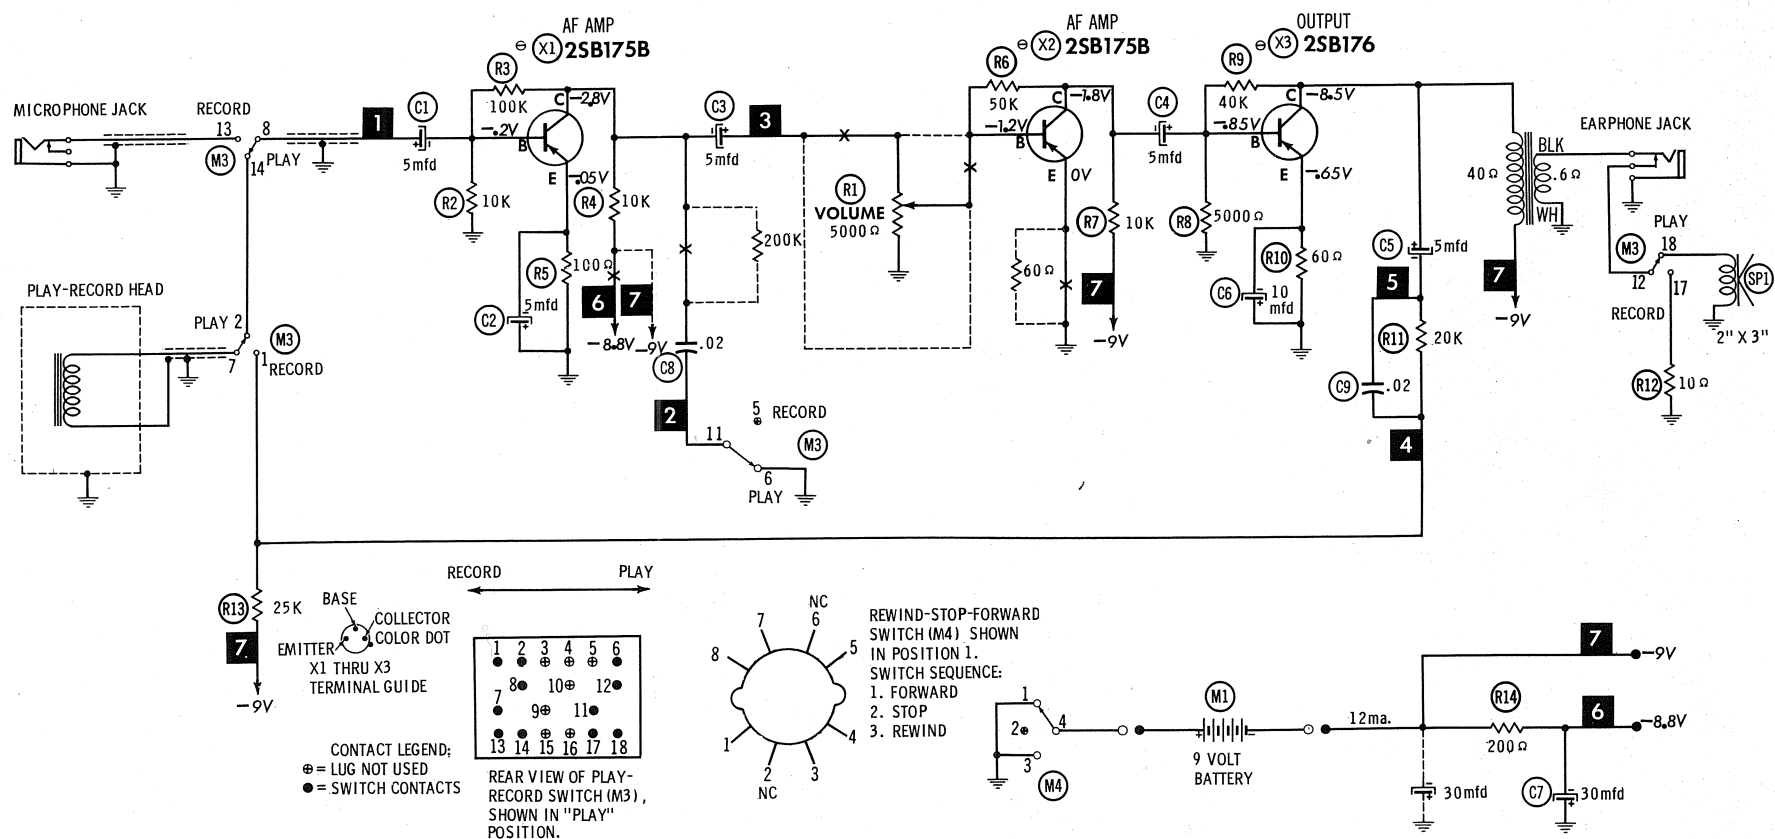 AF AMP
X1 2SB175B
AF AMP
X2 2SB175B
OUTPUT
X3 2SB176
R3
100K
R6
50K
R9
40K
C
-2.8V
C
-1.8V
C
-8.5V
MICROPHONE JACK
RECORD
13
8
M3
14
PLAY
1
C1
5mfd
-.2V
B
E
-.05V
R2
10K
R4
10K
C3
5mfd
3
R1
VOLUME
5000Ω
-1.2V
B
E
0V
C4
5mfd
R7
10K
-.85V
B
E
-.65V
R8
5000Ω
EARPHONE JACK
BLK
40Ω
.6Ω
WH
PLAY
M3
18
12
17
RECORD
SP1
2" X 3"
R12
10Ω
R5
100Ω
C2
5mfd
6
7
-8.8V
-9V
200K
60Ω
7
-9V
R10
60Ω
C6
10
mfd
C5
5mfd
5
R11
20K
C9
.02
4
7
-9V
PLAY-RECORD HEAD
PLAY 2
M3
7
1
RECORD
C8
.02
2
5
RECORD
11
M3
6
PLAY
R13
25K
7
-9V
BASE
COLLECTOR
COLOR DOT
EMITTER
X1 THRU X3
TERMINAL GUIDE
CONTACT LEGEND:
⊕ = LUG NOT USED
● = SWITCH CONTACTS
RECORD
PLAY
1 2 3 4 5 6
8 10 12
7
9 11
13 14 15 16 17 18
REAR VIEW OF PLAY-
RECORD SWITCH (M3),
SHOWN IN "PLAY"
POSITION.
NC
7
6
8
5
1
4
2
3
NC
REWIND-STOP-FORWARD
SWITCH (M4) SHOWN
IN POSITION 1.
SWITCH SEQUENCE:
1. FORWARD
2. STOP
3. REWIND
1
2
3
4
M4
M1
9 VOLT
BATTERY
12ma.
7
-9V
R14
200Ω
6
-8.8V
30mfd
C7
30mfd